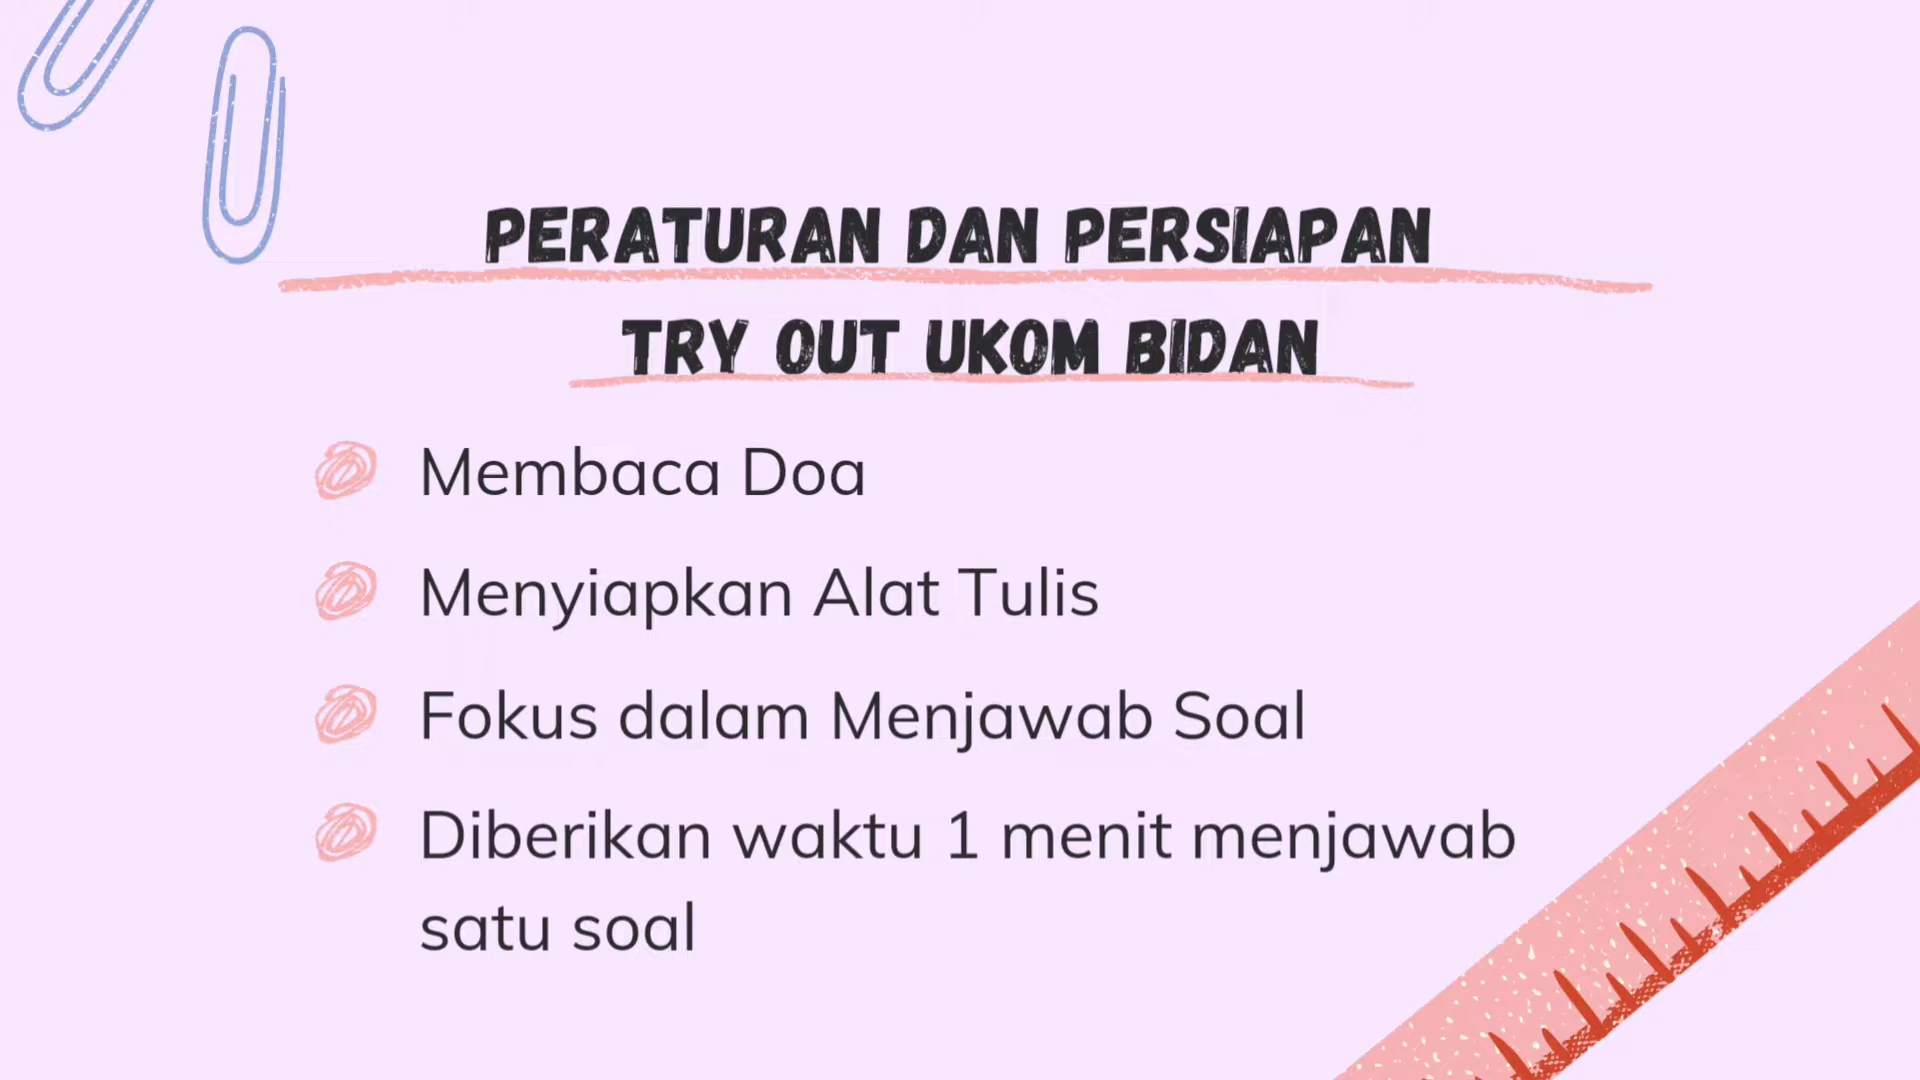 PERATURAN DAN PERSIAPAN
TRY OUT UKOM BIDAN
Membaca Doa
Menyiapkan Alat Tulis
Fokus dalam Menjawab Soal
Diberikan waktu 1 menit menjawab
satu soal